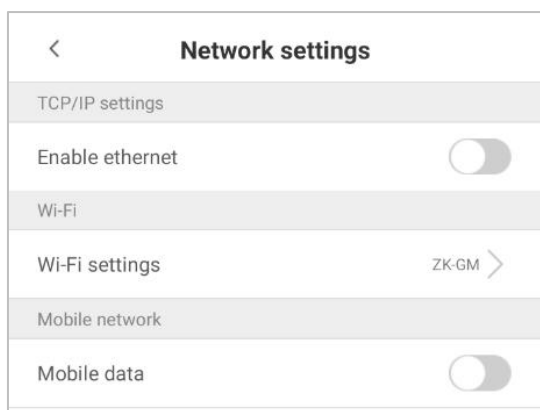 Network settings
TCP/IP settings
Enable ethernet
Wi-Fi
Wi-Fi settings ZK-GM
Mobile network
Mobile data